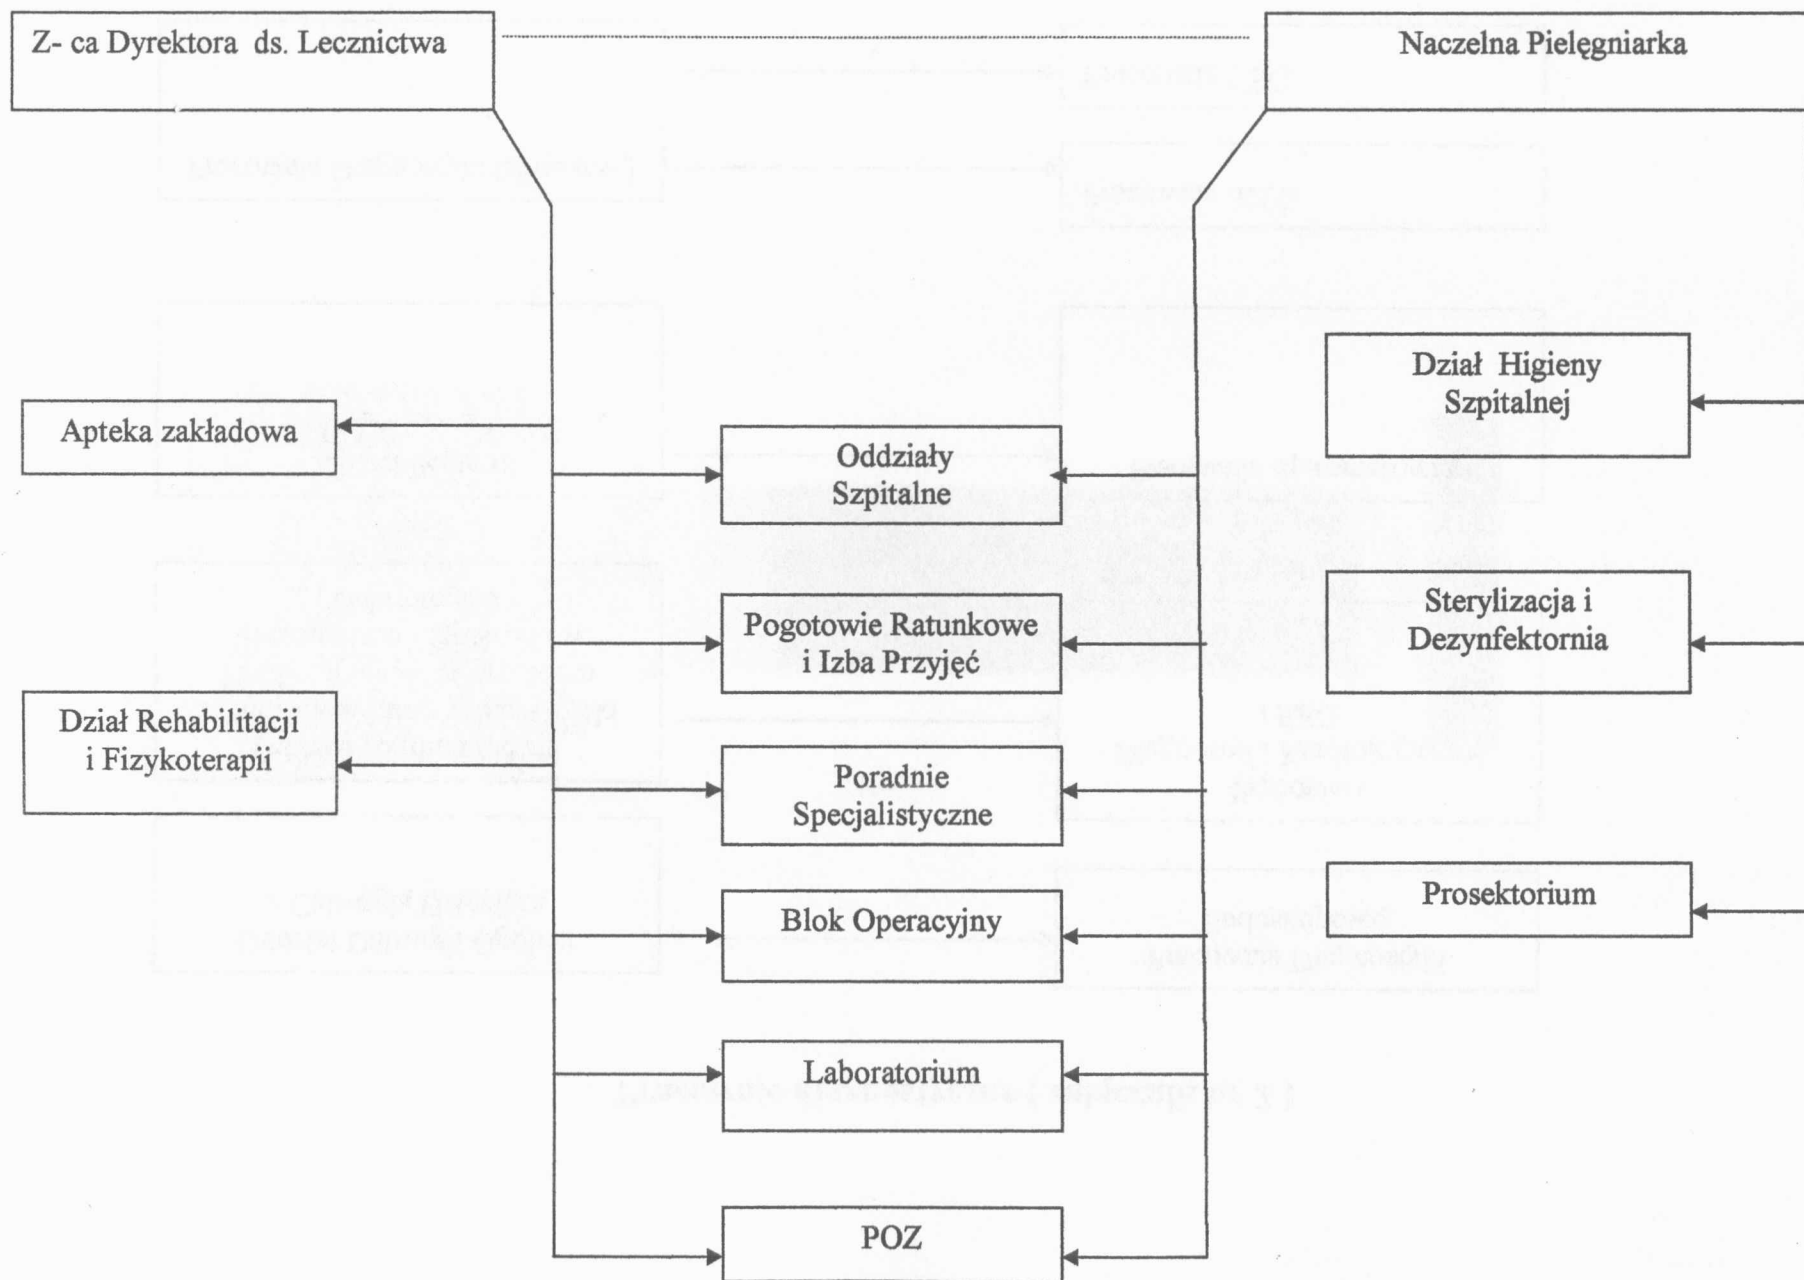 Z- ca Dyrektora ds. Lecznictwa
Naczelna Pielęgniarka
Dział Higieny
Szpitalnej
Apteka zakładowa
Oddziały
Szpitalne
Sterylizacja i
Dezynfektornia
Pogotowie Ratunkowe
i Izba Przyjęć
Dział Rehabilitacji
i Fizykoterapii
Poradnie
Specjalistyczne
Prosektorium
Blok Operacyjny
Laboratorium
POZ